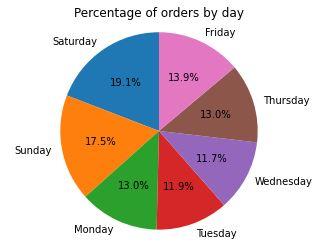 Percentage of orders by day
Saturday
19.1%
Sunday
17.5%
Monday
13.0%
Tuesday
11.9%
Wednesday
11.7%
Thursday
13.0%
Friday
13.9%